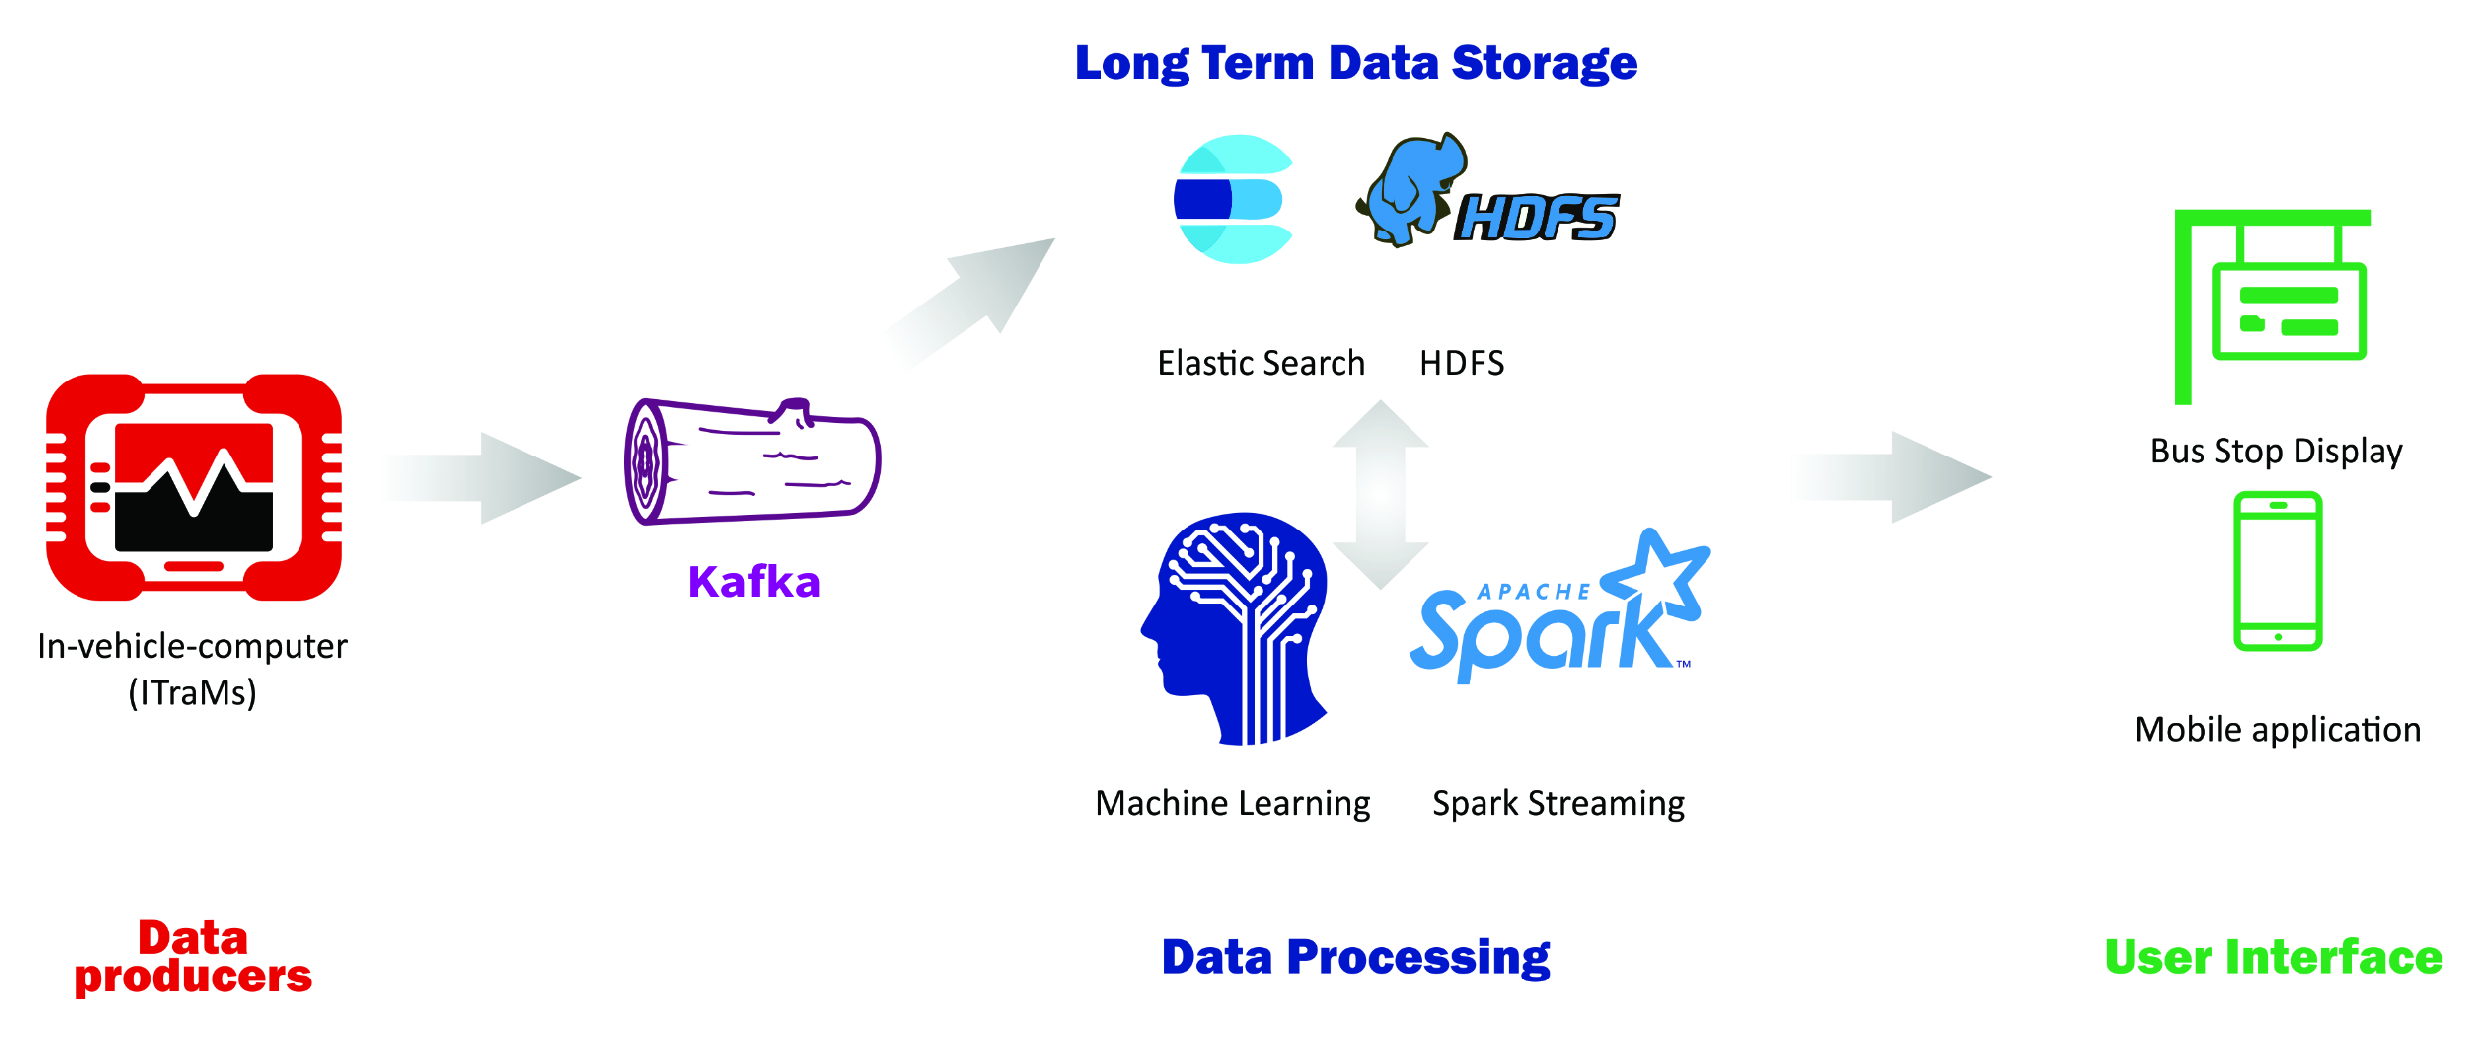 Long Term Data Storage
HDFS
Elastic Search
HDFS
In-vehicle-computer
(ITraMs)
Kafka
APACHE
Spark™
Machine Learning
Spark Streaming
Bus Stop Display
Mobile application
Data
producers
Data Processing
User Interface